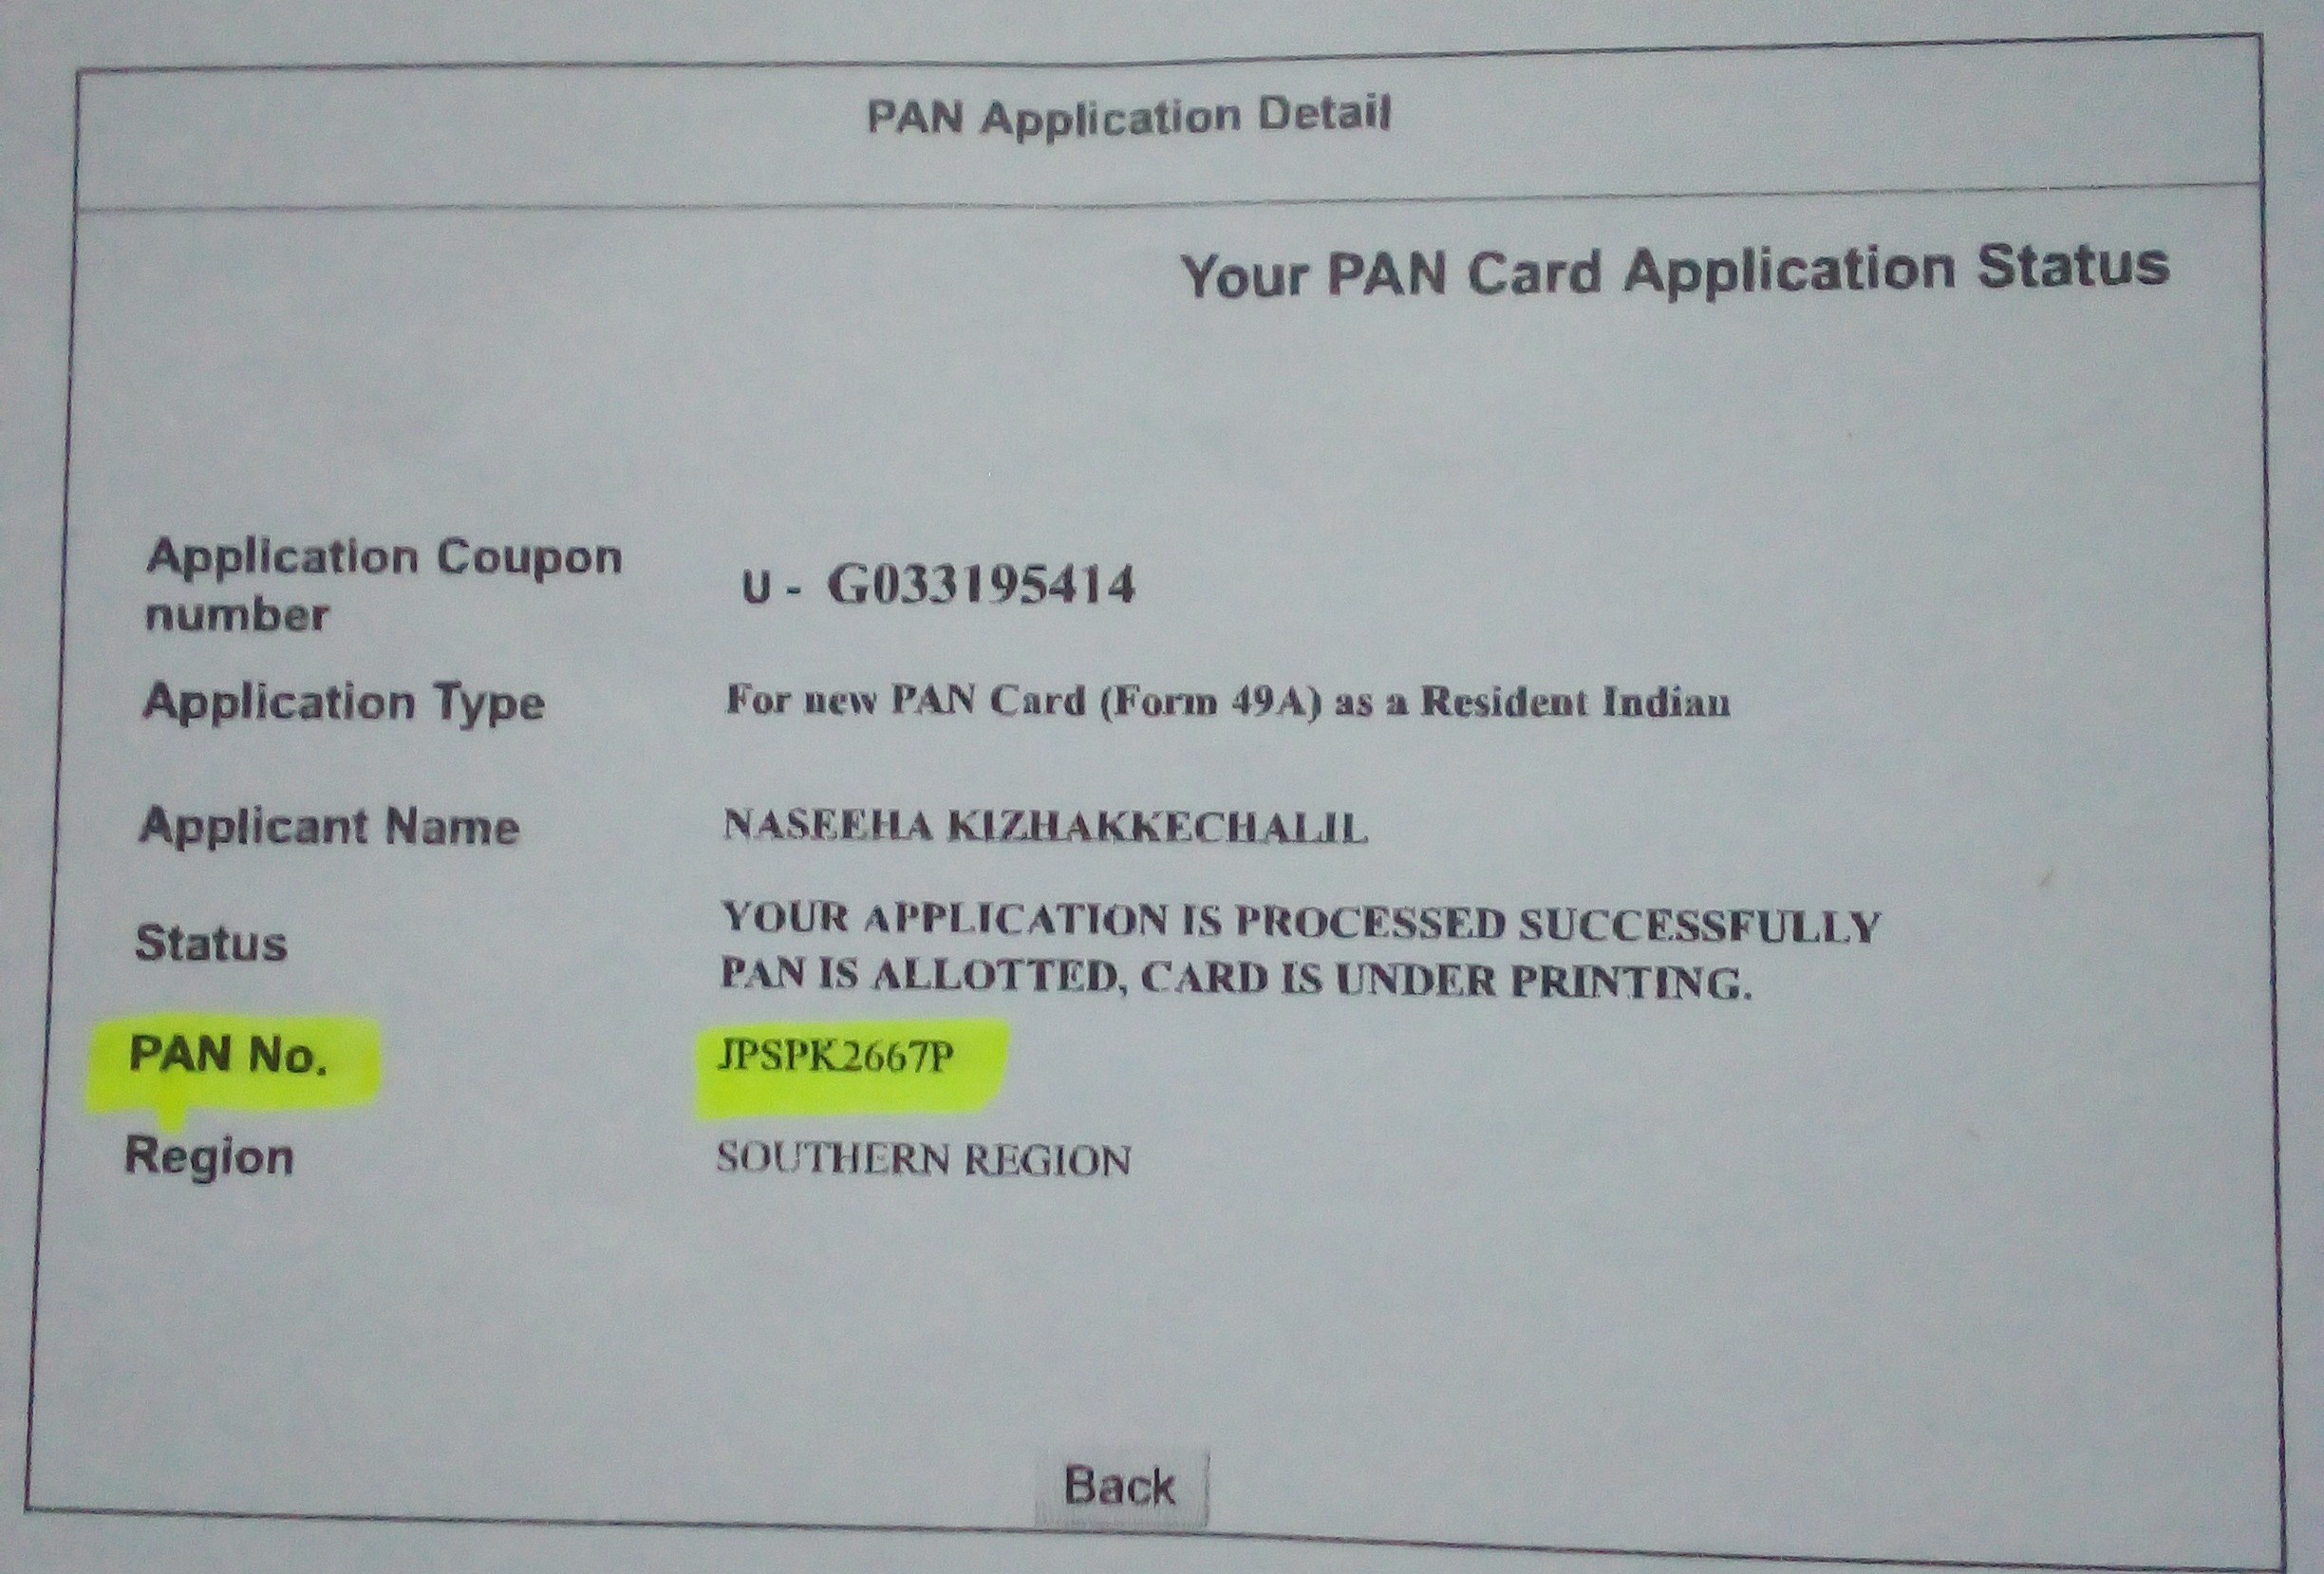 PAN Application Detail
Your PAN Card Application Status
Application Coupon
number
U - G033195414
Application Type
For new PAN Card (Form 49A) as a Resident Indian
Applicant Name
NASEEHA KIZHAKKECHALIL
Status
YOUR APPLICATION IS PROCESSED SUCCESSFULLY
PAN IS ALLOTTED, CARD IS UNDER PRINTING.
PAN No.
JPSPK2667P
Region
SOUTHERN REGION
Back